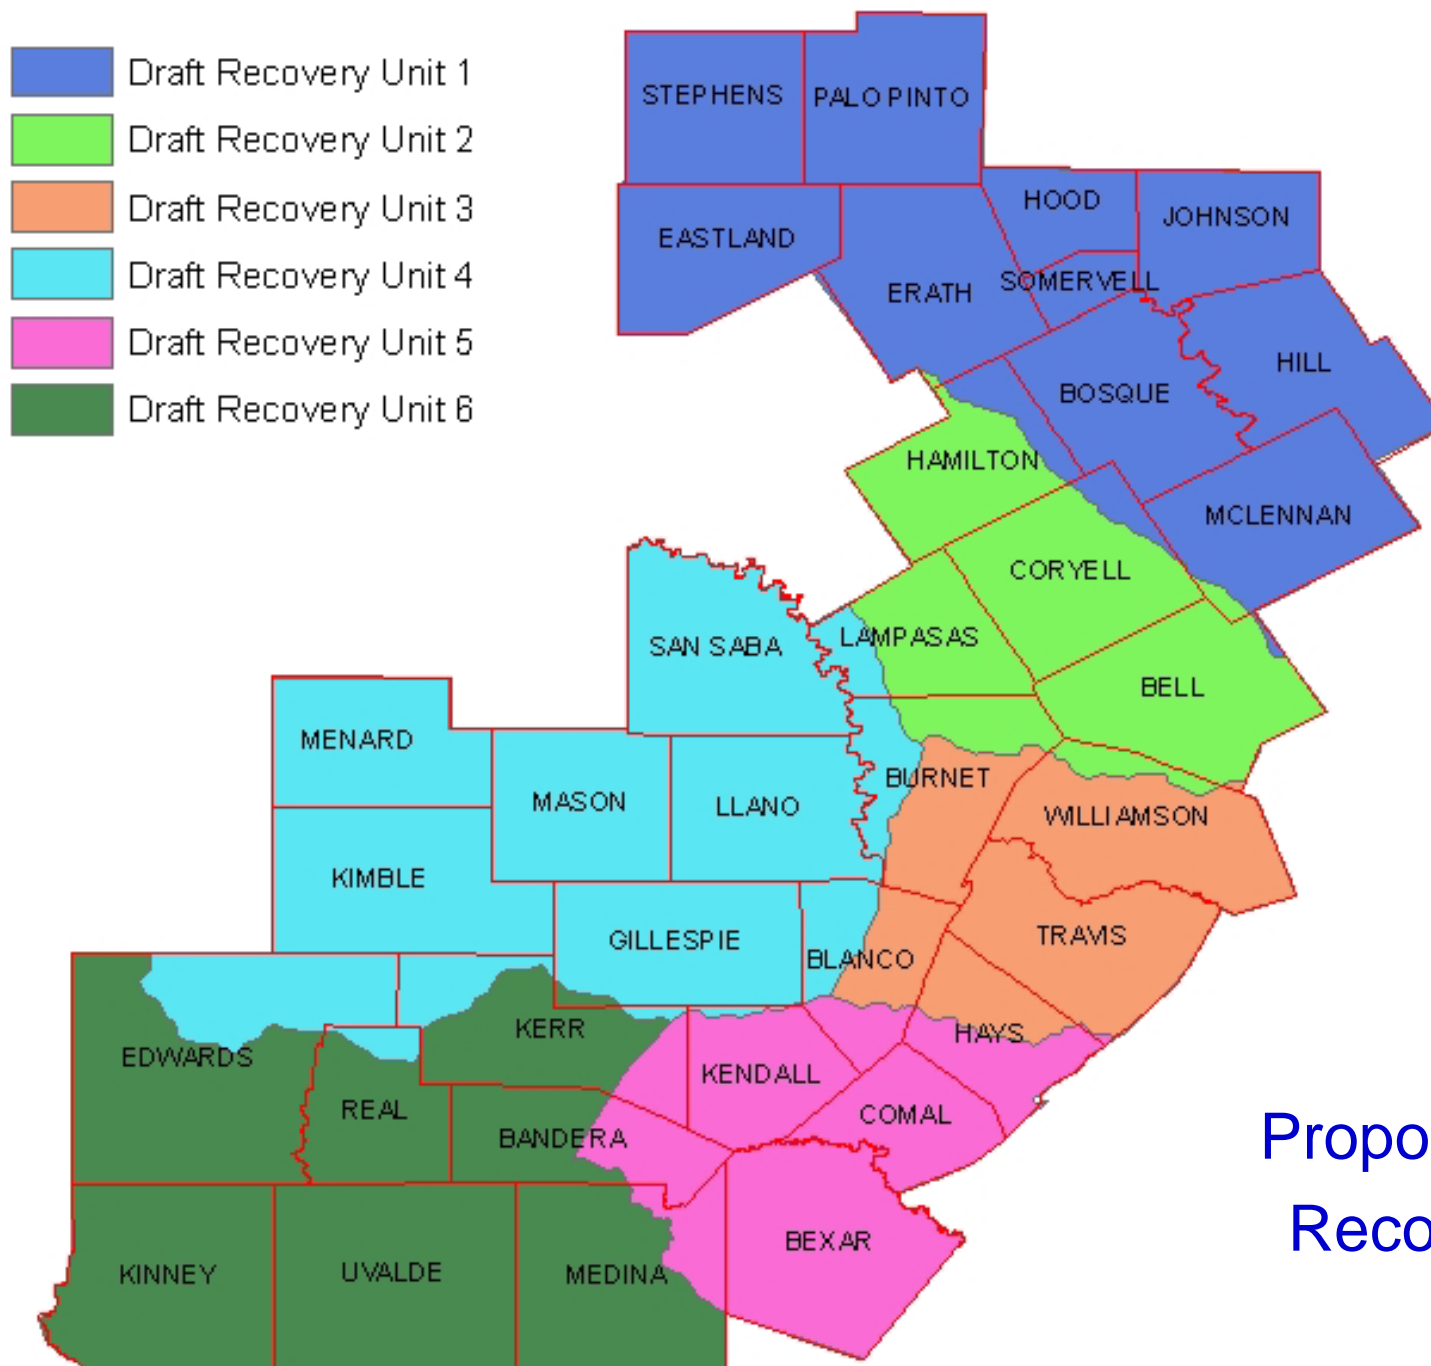 Draft Recovery Unit 1
Draft Recovery Unit 2
Draft Recovery Unit 3
Draft Recovery Unit 4
Draft Recovery Unit 5
Draft Recovery Unit 6
STEPHENS
PALO PINTO
HOOD
JOHNSON
EASTLAND
ERATH
SOMERVELL
HILL
BOSQUE
HAMILTON
MCLENNAN
CORYELL
LAMPASAS
SAN SABA
BELL
MENARD
BURNET
MASON
LLANO
WILLIAMSON
KIMBLE
GILLESPIE
TRAVIS
BLANCO
KERR
HAYS
EDWARDS
KENDALL
REAL
COMAL
BANDERA
Propo
Reco
BEXAR
KINNEY
UVALDE
MEDINA